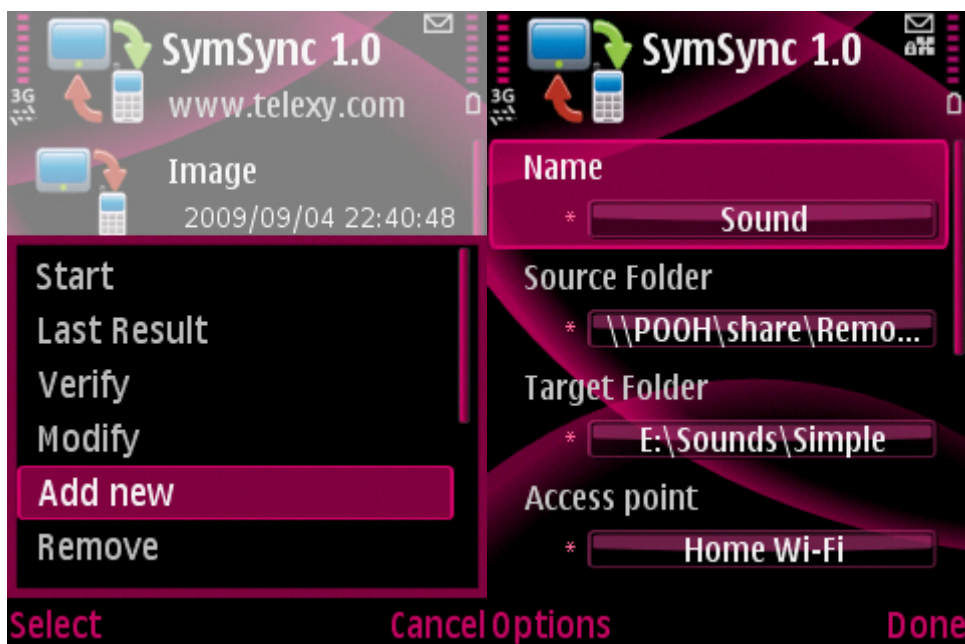 SymSync 1.0
3G
www.telexy.com
Image
2009/09/04 22:40:48
Start
Last Result
Verify
Modify
Add new
Remove
Select Cancel
SymSync 1.0
3G
Name
* Sound
Source Folder
* \\POOH\share\Remo...
Target Folder
* E:\Sounds\Simple
Access point
* Home Wi-Fi
Options Done